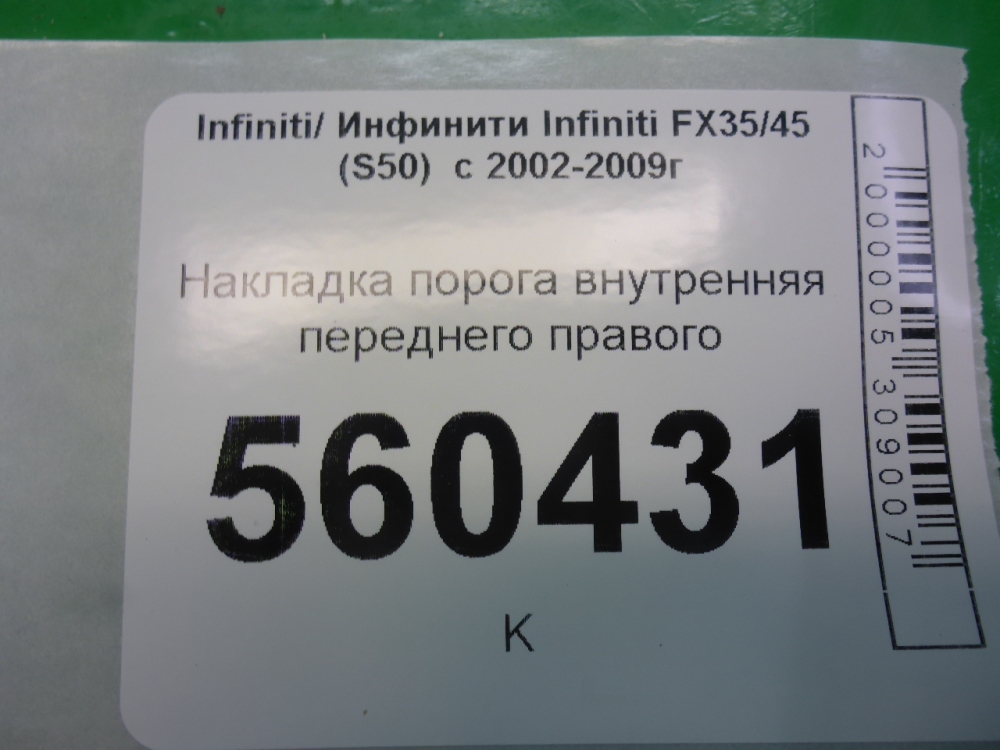 Infiniti/ Инфинити Infiniti FX35/45
(S50) с 2002-2009г
Накладка порога внутренняя
переднего правого
560431
К
2000005309007